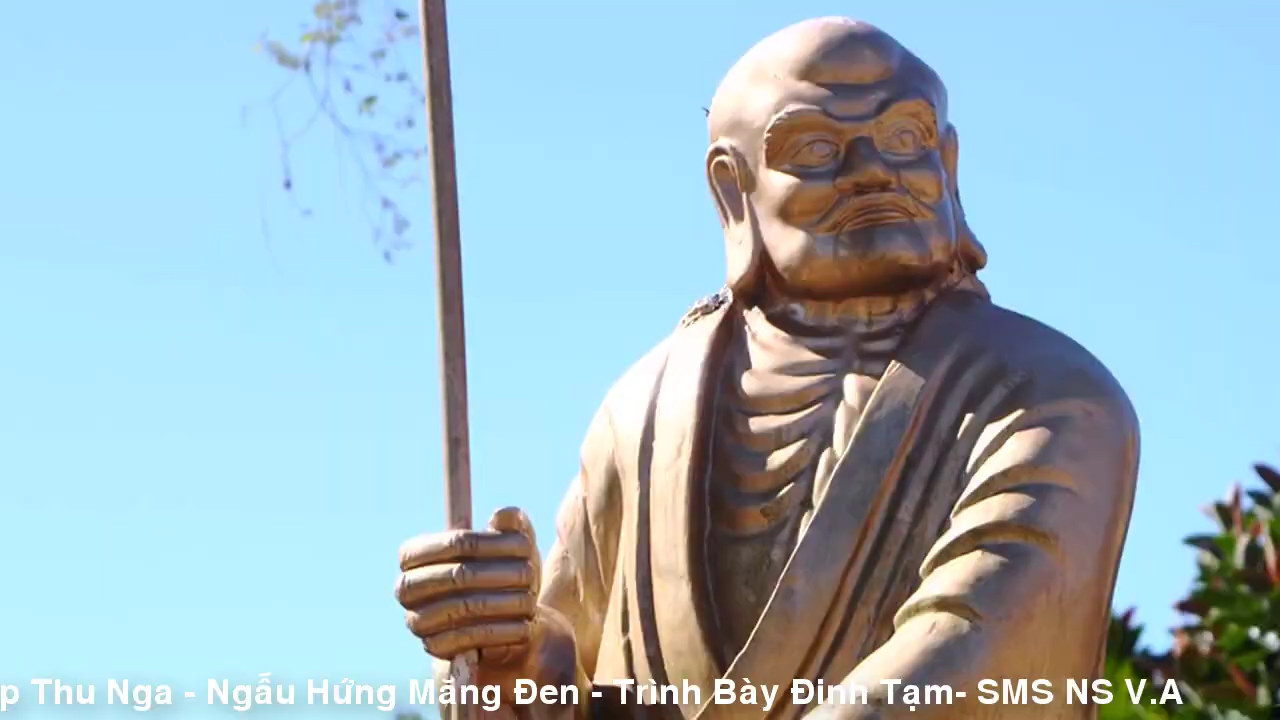 p Thu Nga - Ngẫu Hứng Măng Đen - Trình Bày Đinh Tạm- SMS NS V.A